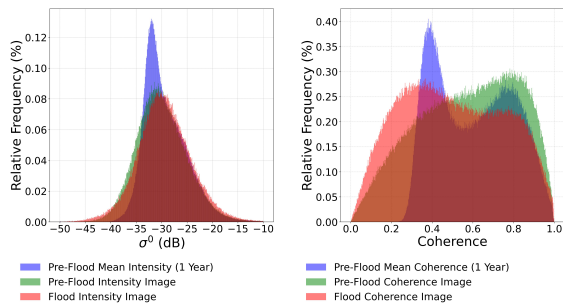 Relative Frequency (%)
0.12
0.10
0.08
0.06
0.04
0.02
0.00
−50 −45 −40 −35 −30 −25 −20 −15 −10
σ⁰ (dB)
Pre-Flood Mean Intensity (1 Year)
Pre-Flood Intensity Image
Flood Intensity Image
Relative Frequency (%)
0.40
0.35
0.30
0.25
0.20
0.15
0.10
0.05
0.00
0.0 0.2 0.4 0.6 0.8 1.0
Coherence
Pre-Flood Mean Coherence (1 Year)
Pre-Flood Coherence Image
Flood Coherence Image